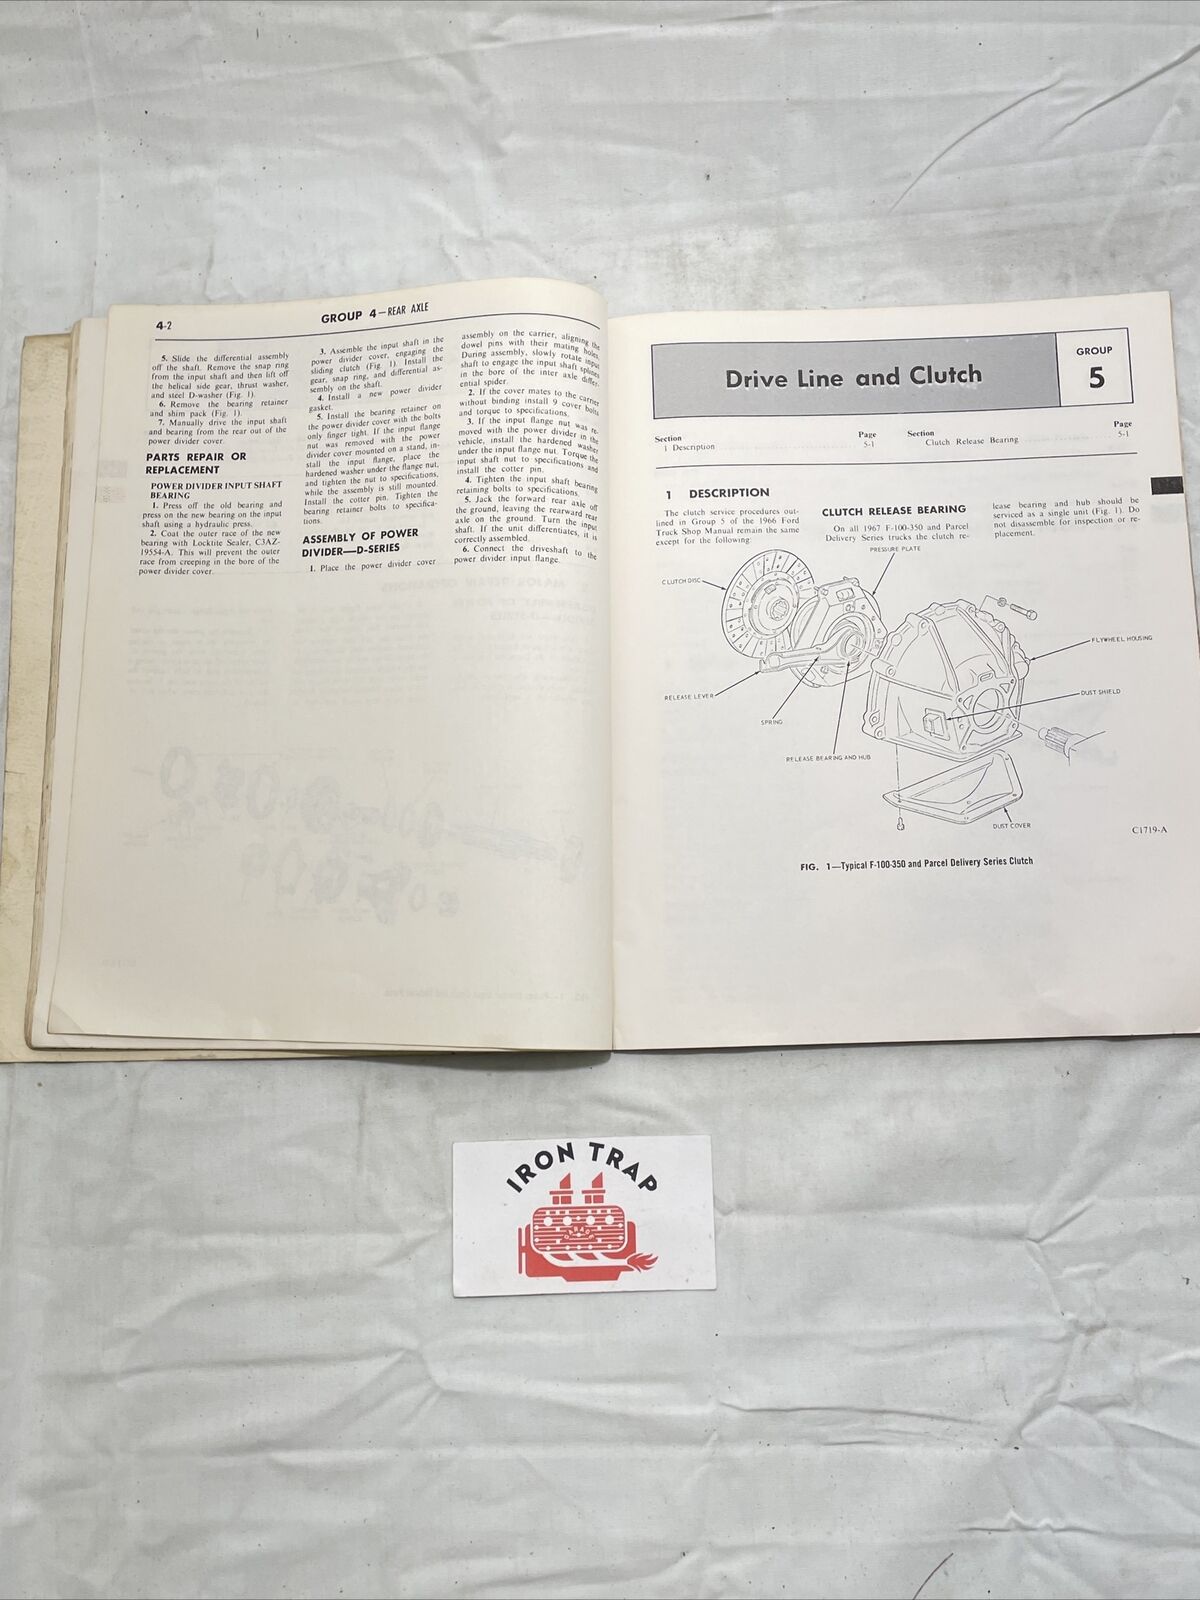 4-2
GROUP 4—REAR AXLE
5. Slide the differential assembly
off the shaft. Remove the snap ring
from the input shaft and then lift off
the helical side gear, thrust washer,
and steel D-washer (Fig. 1).
6. Remove the bearing retainer
and shim pack (Fig. 1).
7. Manually drive the input shaft
and bearing from the rear out of the
power divider cover.
PARTS REPAIR OR
REPLACEMENT
POWER DIVIDER INPUT SHAFT
BEARING
1. Press off the old bearing and
press on the new bearing on the input
shaft using a hydraulic press.
2. Coat the outer race of the new
bearing with Locktite Sealer, C3AZ-
19554-A. This will prevent the outer
race from creeping in the bore of the
power divider cover.
3. Assemble the input shaft in the
power divider cover, engaging the
sliding clutch (Fig. 1). Install the
gear, snap ring, and differential as-
sembly on the shaft.
4. Install a new power divider
gasket.
5. Install the bearing retainer on
the power divider cover with the bolts
only finger tight. If the input flange
nut was removed with the power
divider cover mounted on a stand, in-
stall the input flange, place the
hardened washer under the flange nut,
and tighten the nut to specifications,
while the assembly is still mounted.
Install the cotter pin. Tighten the
bearing retainer bolts to specifica-
tions.
ASSEMBLY OF POWER
DIVIDER—D-SERIES
1. Place the power divider cover
assembly on the carrier, aligning the
dowel pins with their mating holes.
During assembly, slowly rotate input
shaft to engage the input shaft splines
in the bore of the inter axle differ-
ential spider.
2. If the cover mates to the carrier
without binding install 9 cover bolts
and torque to specifications.
3. If the input flange nut was re-
moved with the power divider in the
vehicle, install the hardened washer
under the input flange nut. Torque the
input shaft nut to specifications and
install the cotter pin.
4. Tighten the input shaft bearing
retaining bolts to specifications.
5. Jack the forward rear axle off
the ground, leaving the rearward rear
axle on the ground. Turn the input
shaft. If the unit differentiates, it is
correctly assembled.
6. Connect the driveshaft to the
power divider input flange.
Drive Line and Clutch
GROUP
5
Section Page
1 Description 5-1
Section Page
Clutch Release Bearing 5-1
1 DESCRIPTION
The clutch service procedures out-
lined in Group 5 of the 1966 Ford
Truck Shop Manual remain the same
except for the following:
CLUTCH RELEASE BEARING
On all 1967 F-100-350 and Parcel
Delivery Series trucks the clutch re-
lease bearing and hub should be
serviced as a single unit (Fig. 1). Do
not disassemble for inspection or re-
placement.
PRESSURE PLATE
CLUTCH DISC
FLYWHEEL HOUSING
RELEASE LEVER
DUST SHIELD
SPRING
RELEASE BEARING AND HUB
DUST COVER
C1719-A
FIG. 1—Typical F-100-350 and Parcel Delivery Series Clutch
IRON TRAP
GARAGE